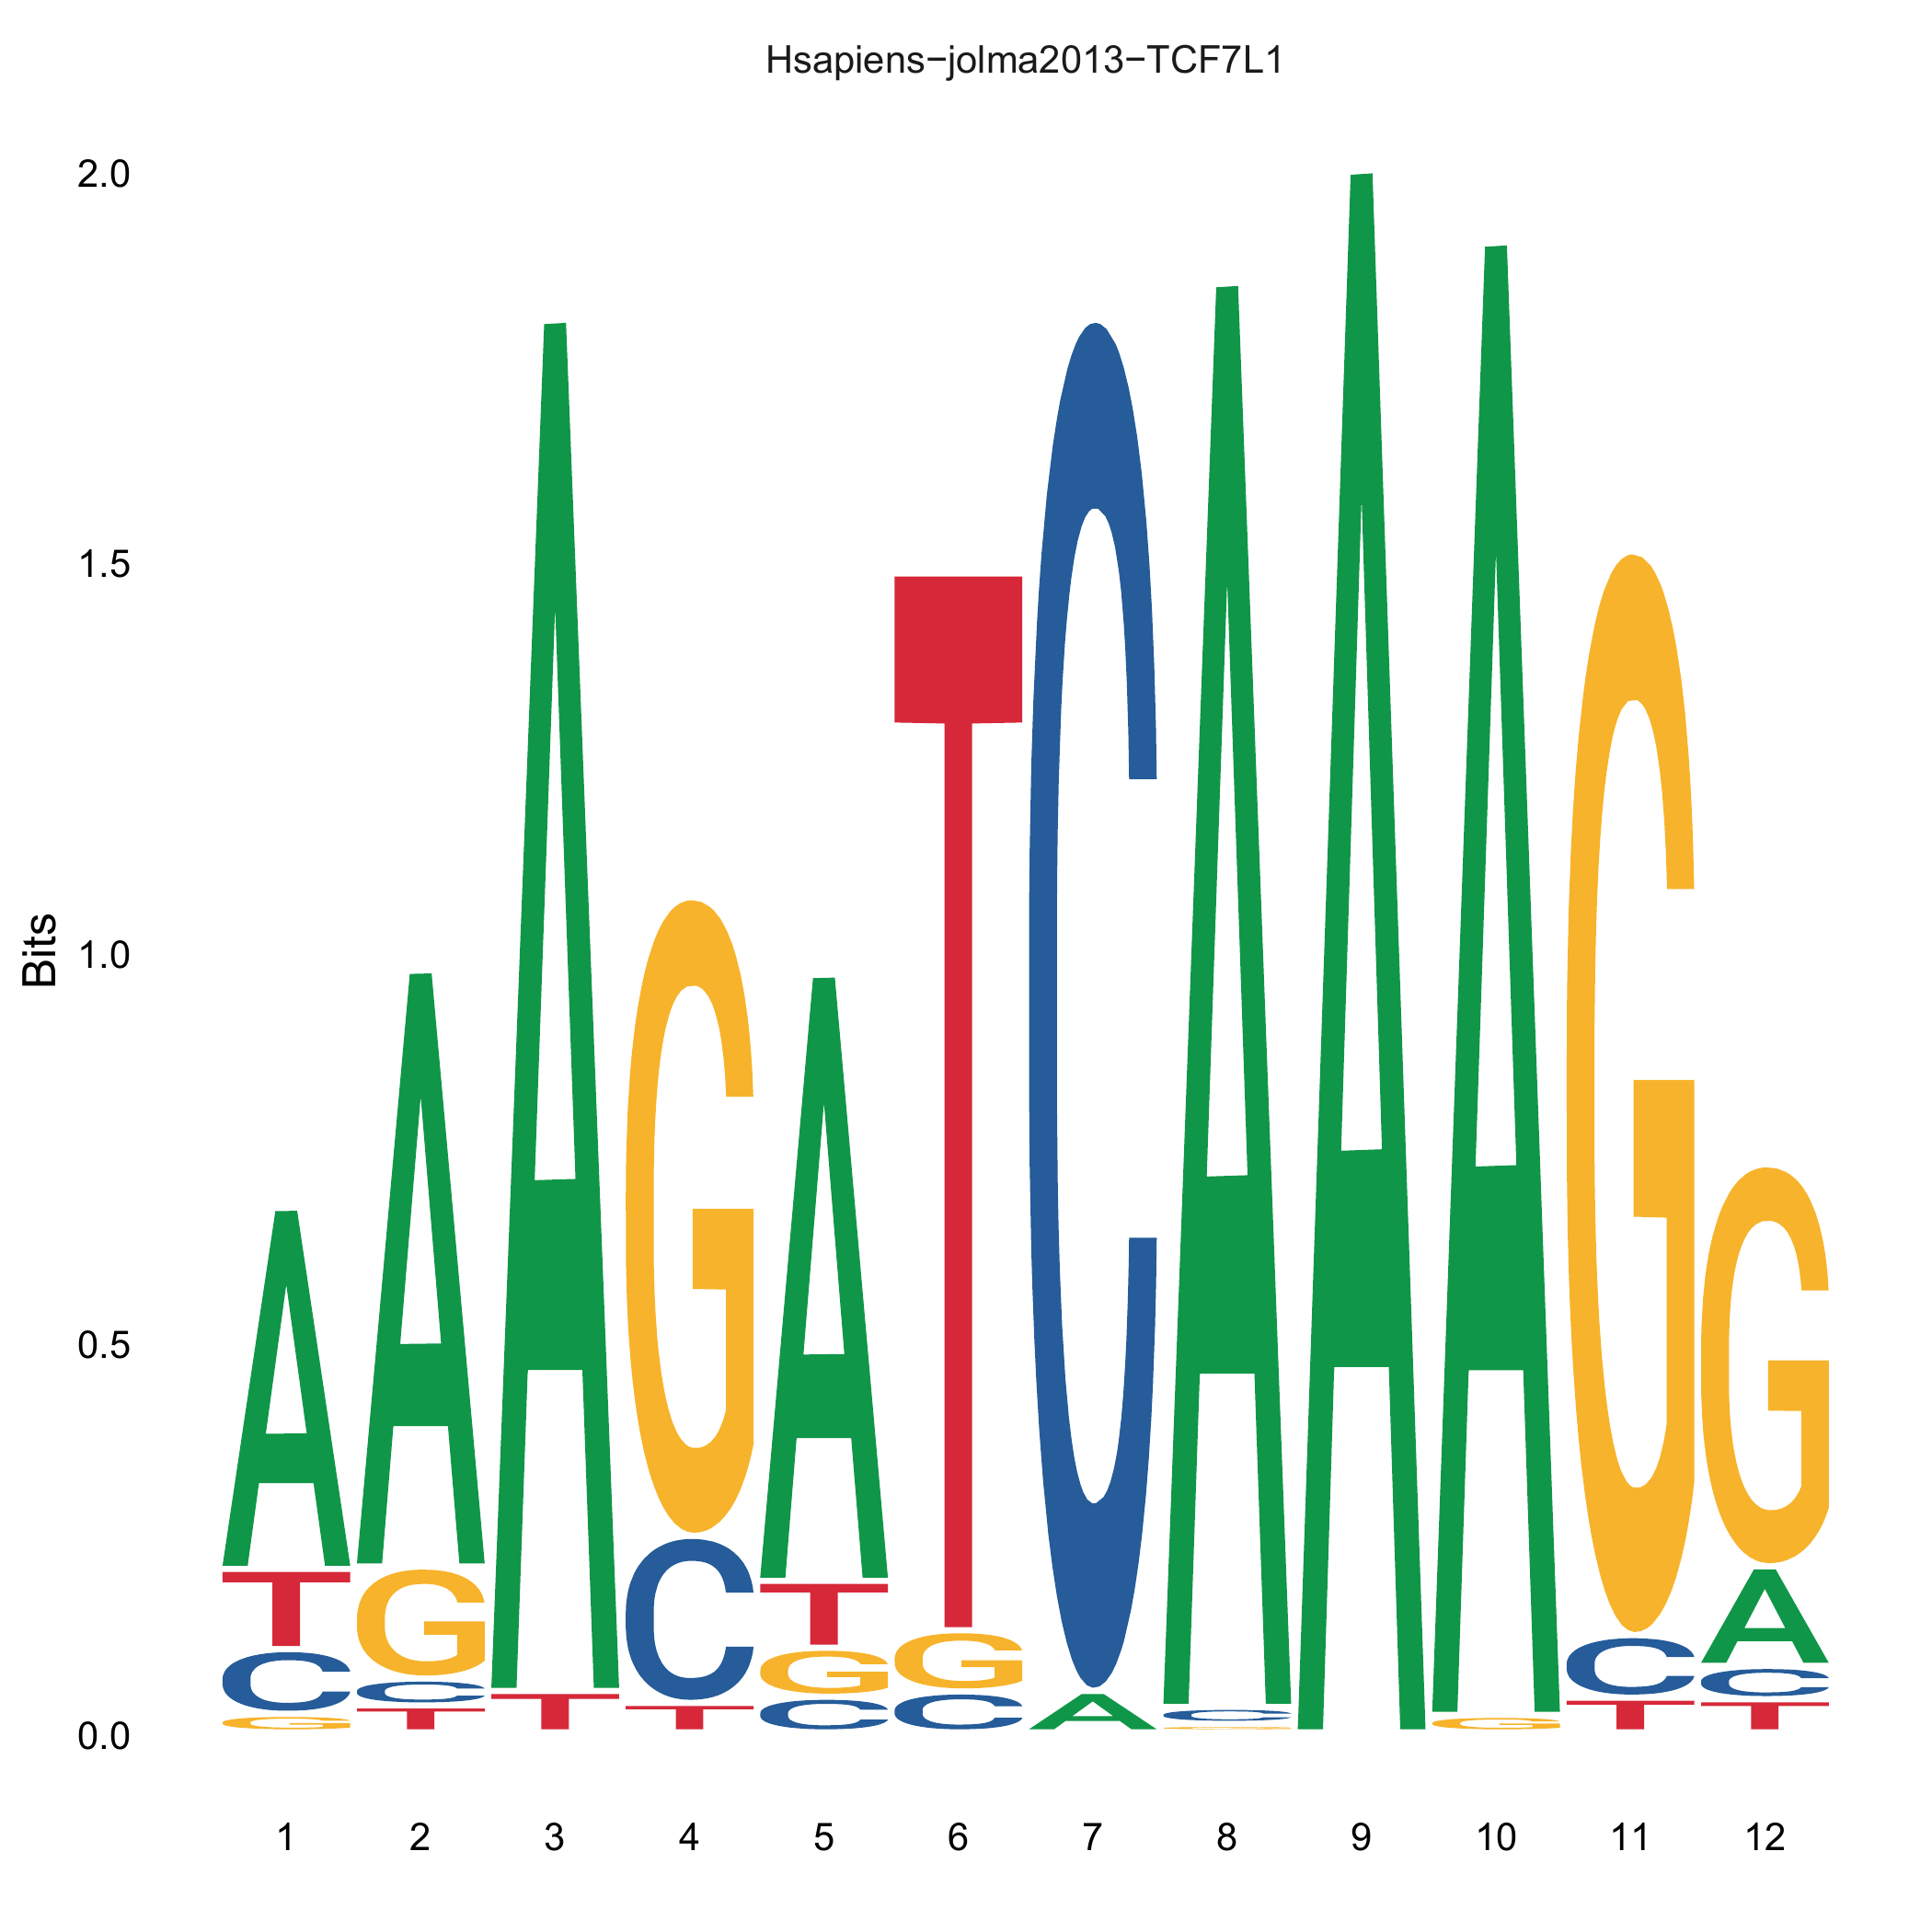 Hsapiens−jolma2013−TCF7L1
2.0
1.5
1.0
0.5
0.0
Bits
A A A G A T C A A A G G
T G T C T G A C G C A
C C T G C G T C
G T C T
1 2 3 4 5 6 7 8 9 10 11 12